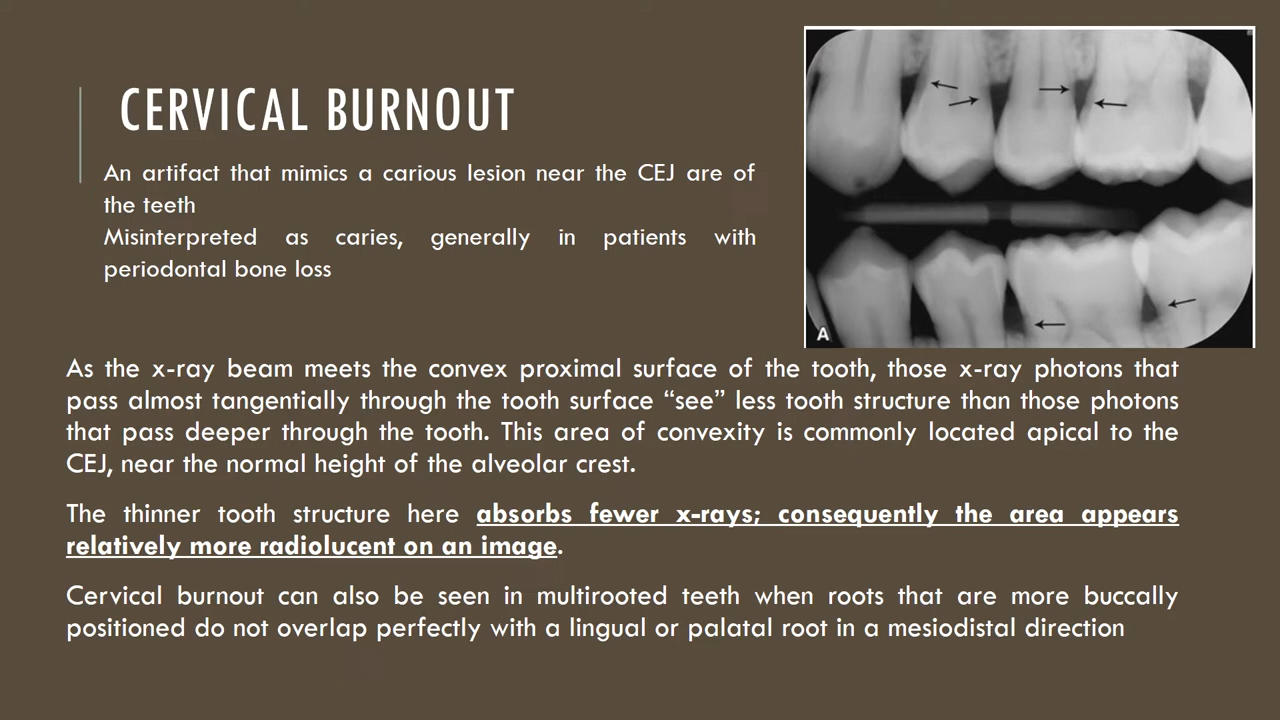 CERVICAL BURNOUT
An artifact that mimics a carious lesion near the CEJ are of
the teeth
Misinterpreted as caries, generally in patients with
periodontal bone loss
A
As the x-ray beam meets the convex proximal surface of the tooth, those x-ray photons that
pass almost tangentially through the tooth surface “see” less tooth structure than those photons
that pass deeper through the tooth. This area of convexity is commonly located apical to the
CEJ, near the normal height of the alveolar crest.
The thinner tooth structure here absorbs fewer x-rays; consequently the area appears
relatively more radiolucent on an image.
Cervical burnout can also be seen in multirooted teeth when roots that are more buccally
positioned do not overlap perfectly with a lingual or palatal root in a mesiodistal direction